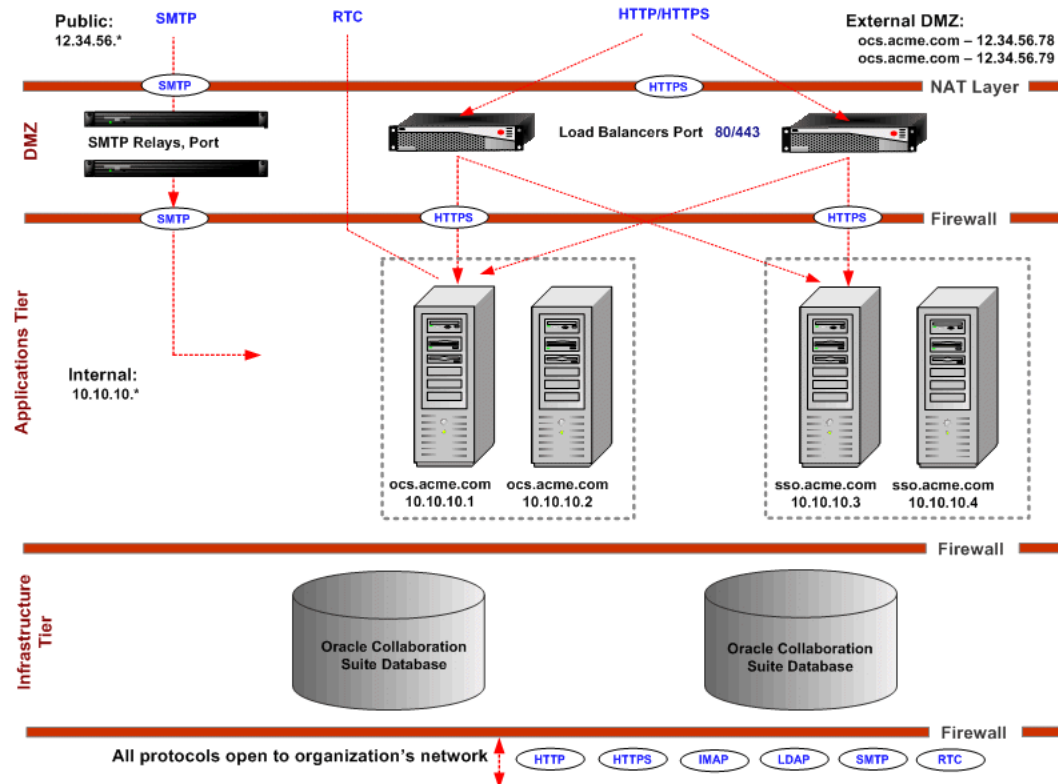 Public:
12.34.56.*
SMTP
RTC
HTTP/HTTPS
External DMZ:
ocs.acme.com – 12.34.56.78
ocs.acme.com – 12.34.56.79
SMTP
HTTPS
NAT Layer
DMZ
SMTP Relays, Port
Load Balancers Port 80/443
SMTP
HTTPS
HTTPS
Firewall
Applications Tier
Internal:
10.10.10.*
ocs.acme.com
10.10.10.1
ocs.acme.com
10.10.10.2
sso.acme.com
10.10.10.3
sso.acme.com
10.10.10.4
Firewall
Infrastructure
Tier
Oracle Collaboration
Suite Database
Oracle Collaboration
Suite Database
Firewall
All protocols open to organization's network
HTTP
HTTPS
IMAP
LDAP
SMTP
RTC